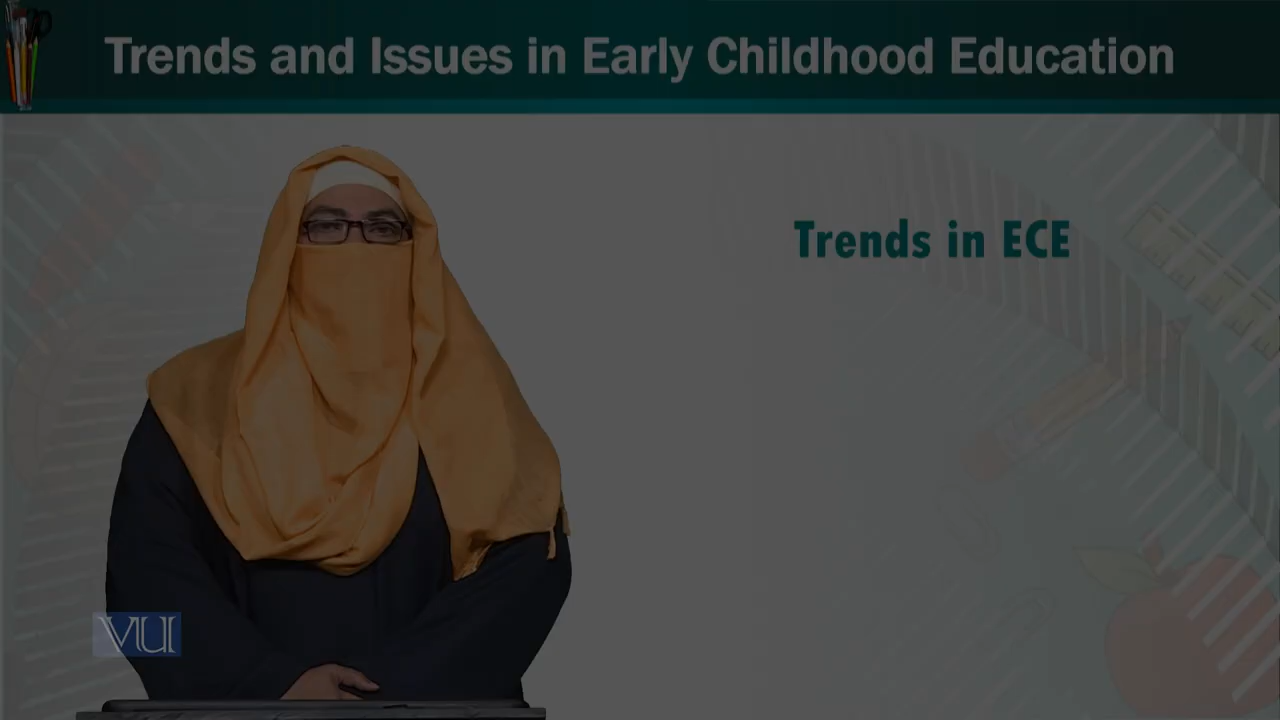 Trends and Issues in Early Childhood Education
Trends in ECE
VU